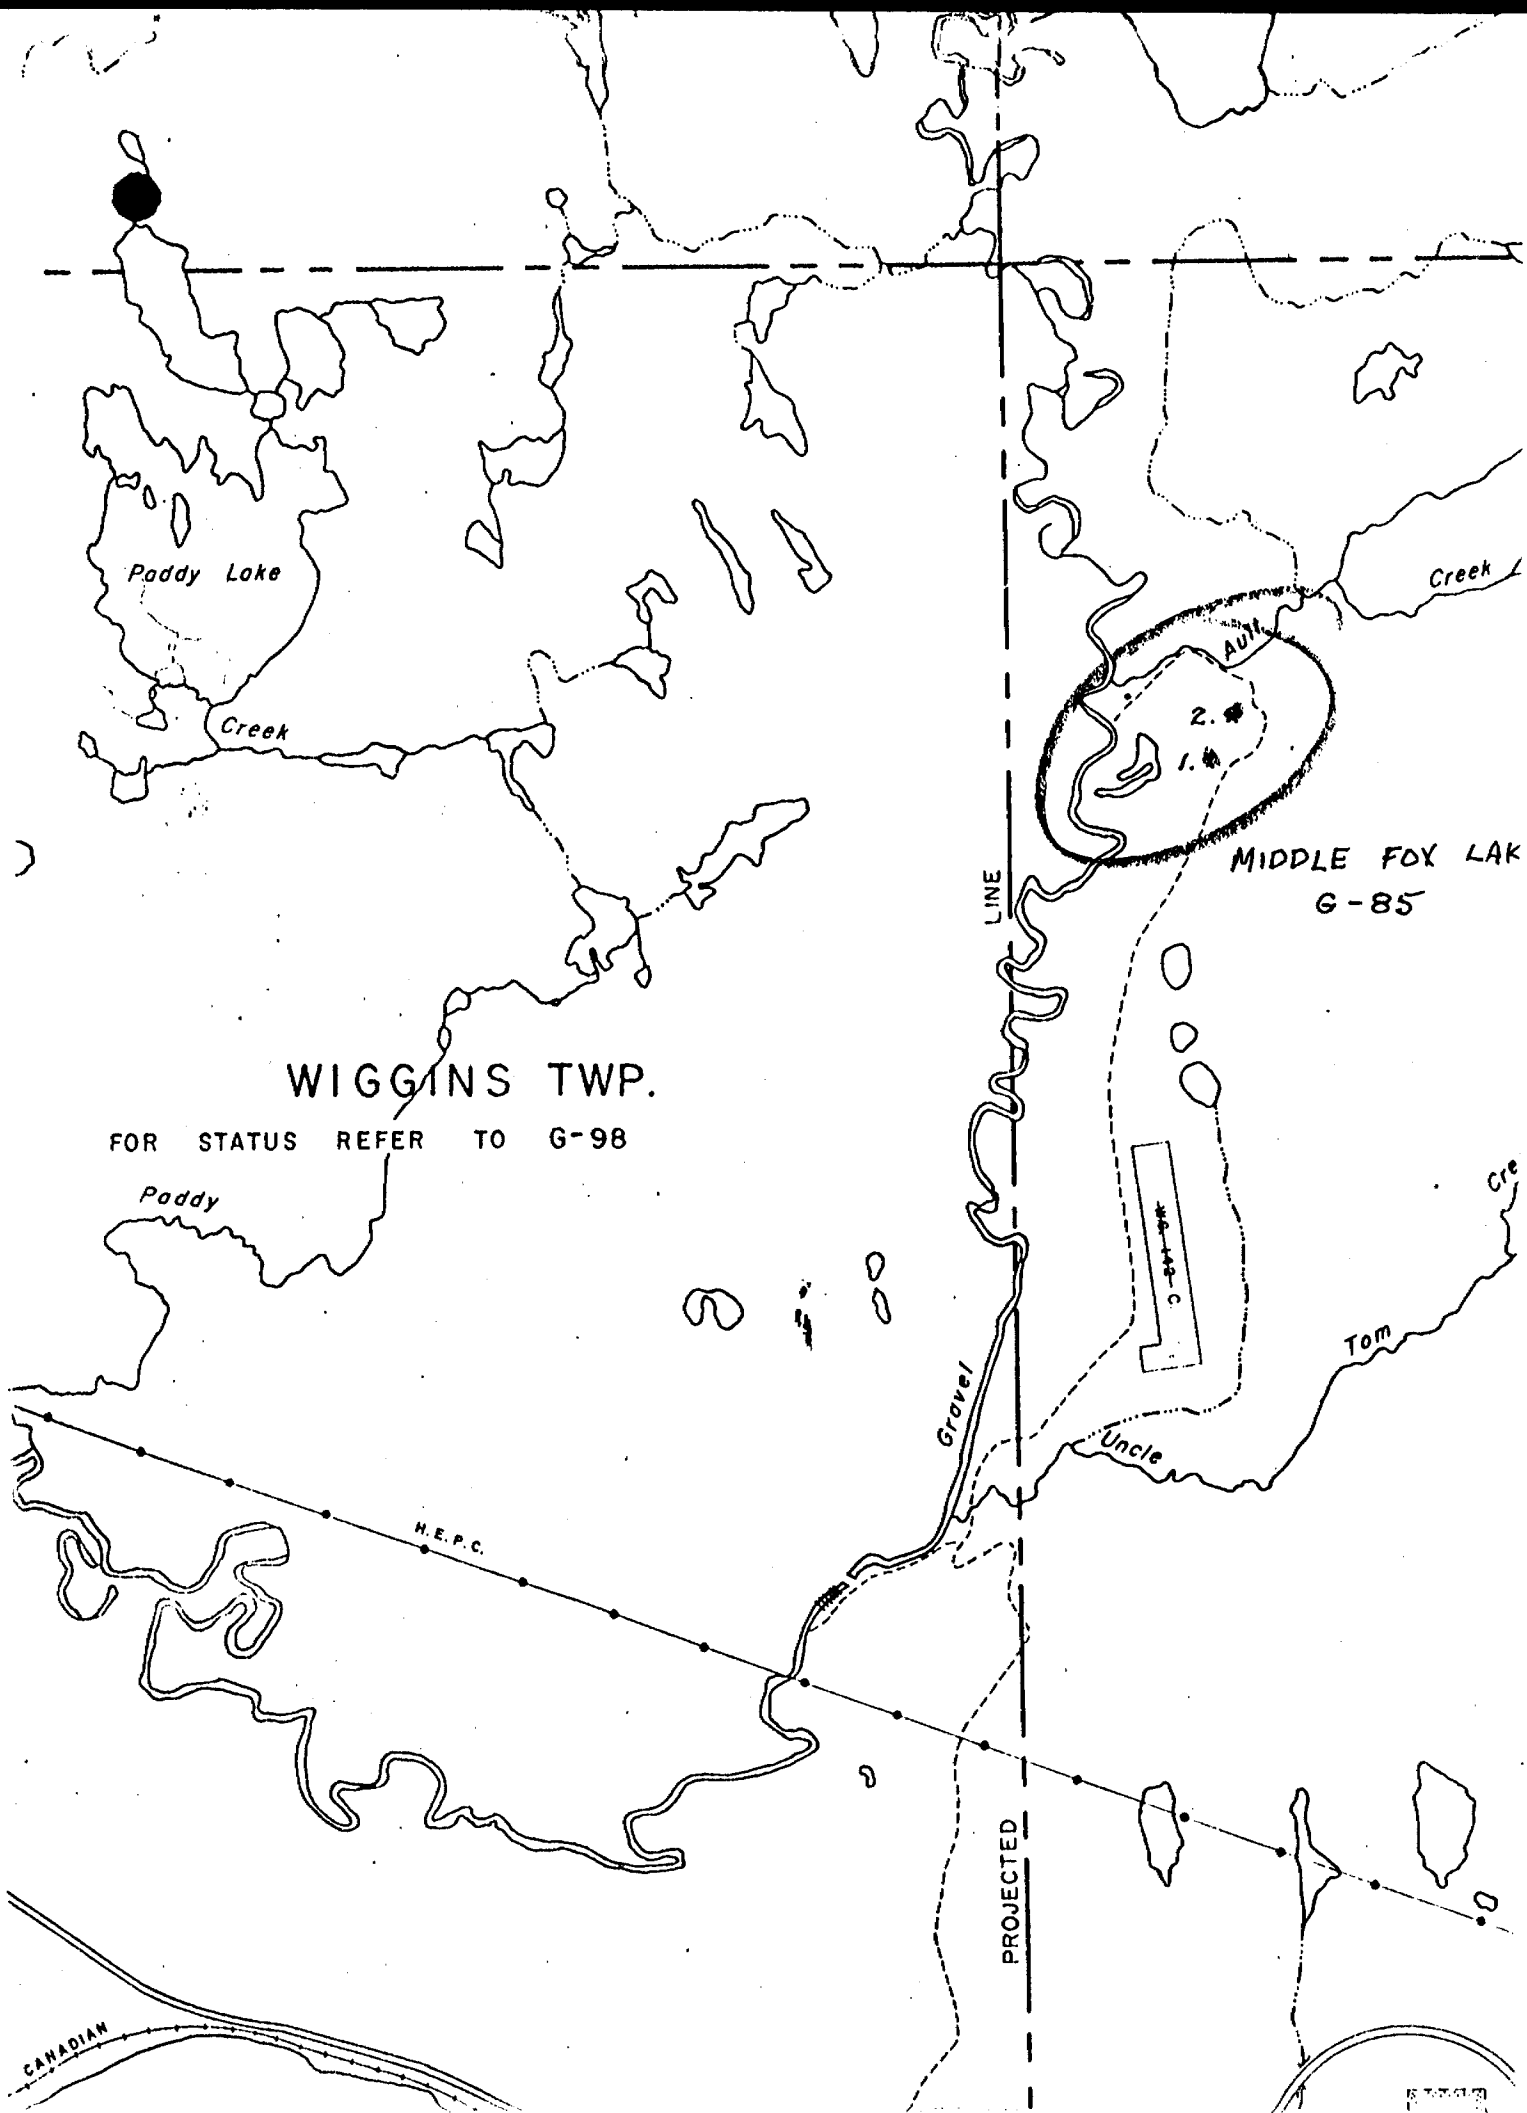 Paddy Lake
Creek
Ault
Creek
2.
1.
MIDDLE FOX LAK
G-85
LINE
WIGGINS TWP.
FOR STATUS REFER TO G-98
Paddy
Cre
Gravel
Tom
Uncle
H.E.P.C.
PROJECTED
CANADIAN